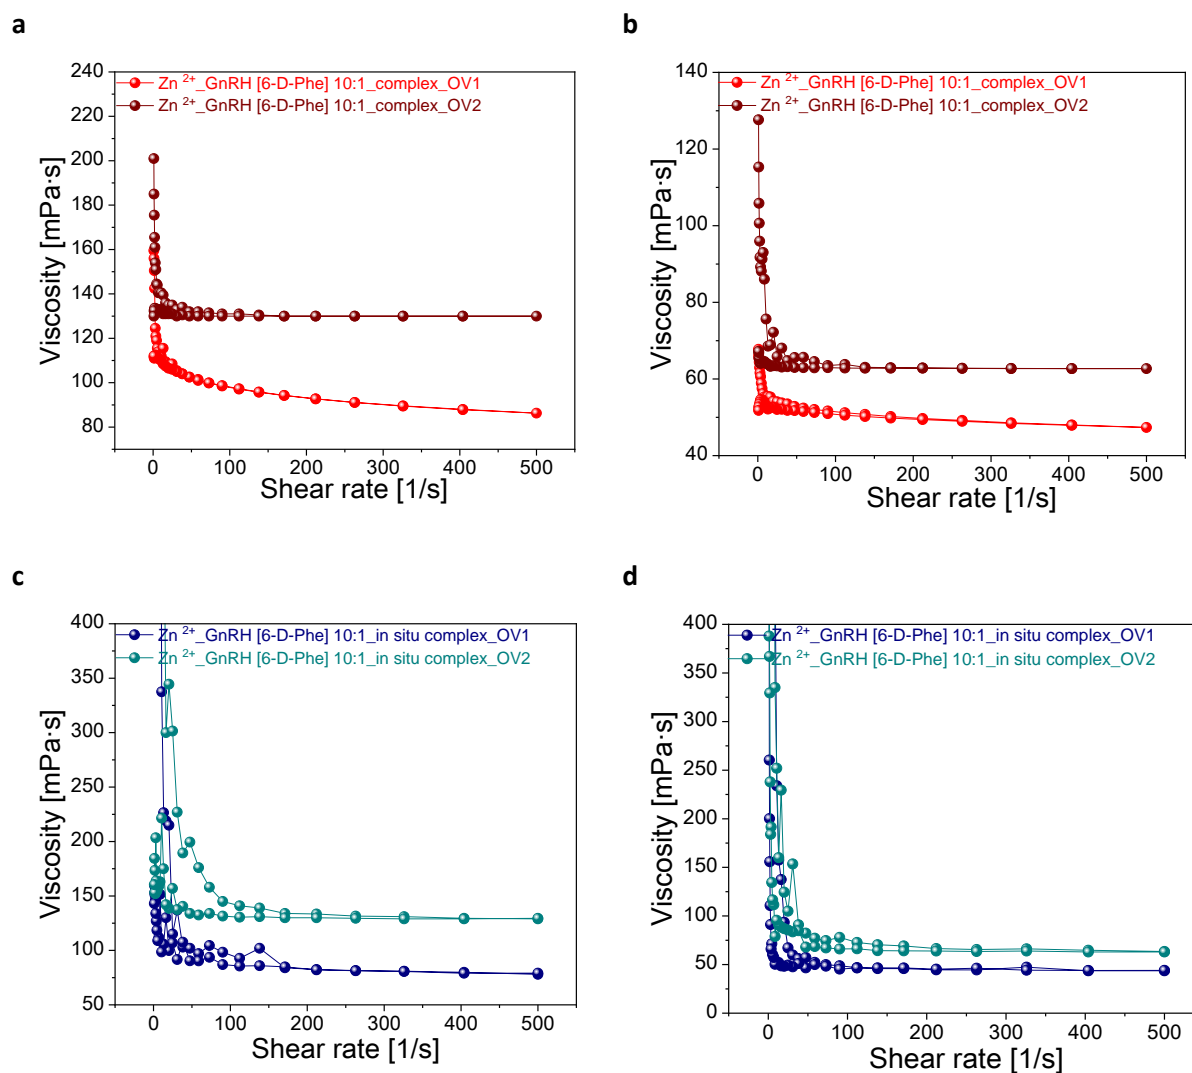 a
Zn 2+_GnRH [6-D-Phe] 10:1_complex_OV1
Zn 2+_GnRH [6-D-Phe] 10:1_complex_OV2
240
220
200
180
160
140
130
120
100
80
Viscosity [mPa·s]
0 100 200 300 400 500
Shear rate [1/s]
b
Zn 2+_GnRH [6-D-Phe] 10:1_complex_OV1
Zn 2+_GnRH [6-D-Phe] 10:1_complex_OV2
140
120
100
80
60
40
Viscosity [mPa·s]
0 100 200 300 400 500
Shear rate [1/s]
c
Zn 2+_GnRH [6-D-Phe] 10:1_in situ complex_OV1
Zn 2+_GnRH [6-D-Phe] 10:1_in situ complex_OV2
400
350
300
250
200
150
100
50
Viscosity [mPa·s]
0 100 200 300 400 500
Shear rate [1/s]
d
Zn 2+_GnRH [6-D-Phe] 10:1_in situ complex_OV1
Zn 2+_GnRH [6-D-Phe] 10:1_in situ complex_OV2
400
350
300
250
200
150
100
50
0
Viscosity [mPa·s]
0 100 200 300 400 500
Shear rate [1/s]